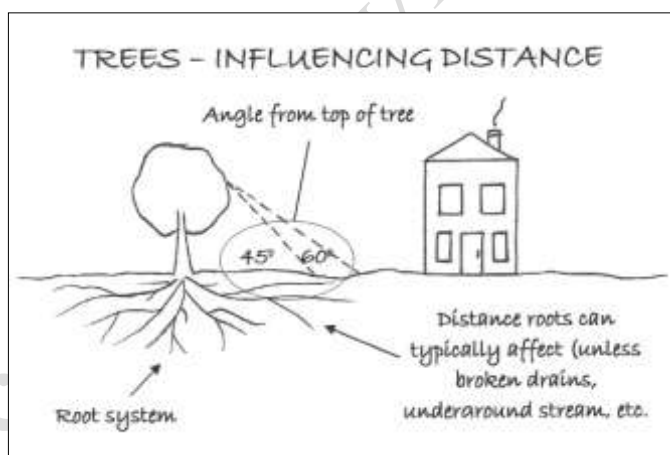 TREES – INFLUENCING DISTANCE
Angle from top of tree
45° 60°
Distance roots can
typically affect (unless
broken drains,
underaround stream, etc.
Root system